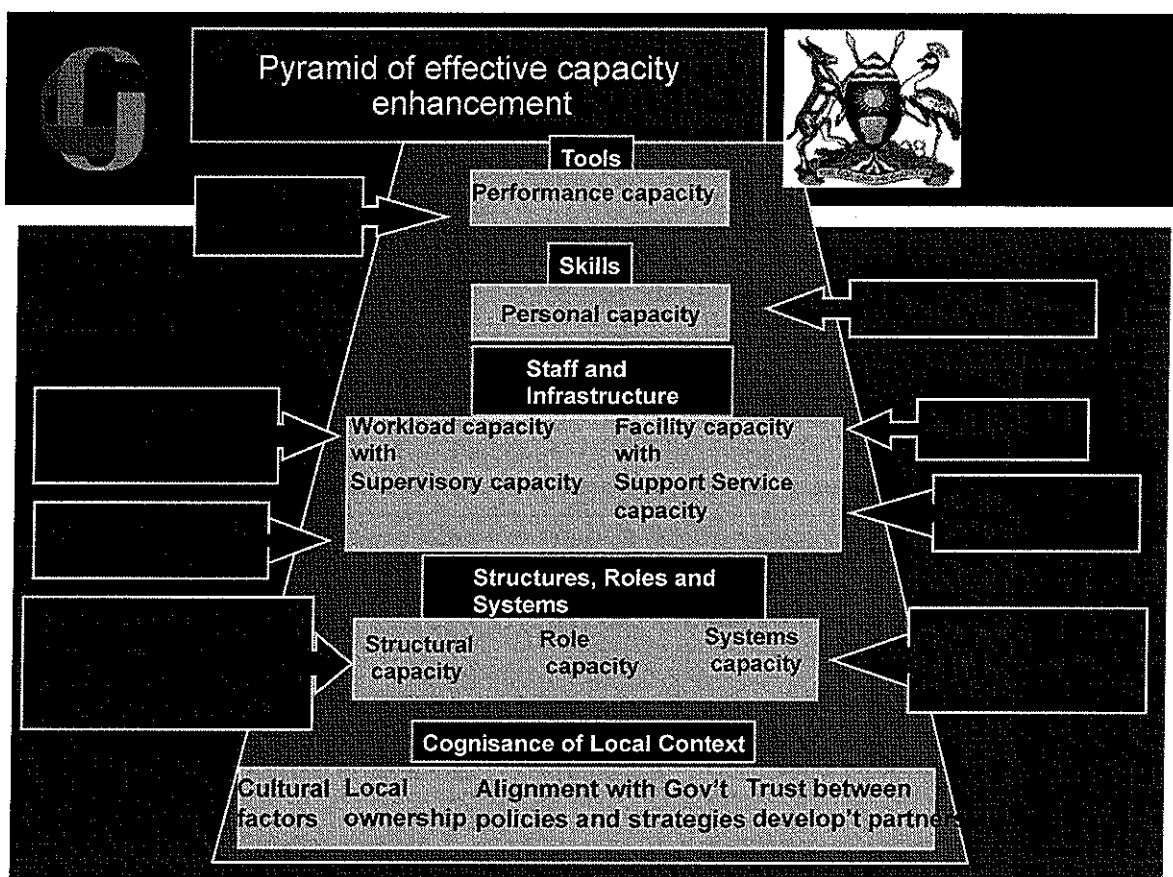 Pyramid of effective capacity
enhancement
Tools
Performance capacity
Skills
Personal capacity
Staff and
Infrastructure
Workload capacity
with
Supervisory capacity
Facility capacity
with
Support Service
capacity
Structures, Roles and
Systems
Structural
capacity
Role
capacity
Systems
capacity
Cognisance of Local Context
Cultural
factors
Local
ownership
Alignment with Gov't
policies and strategies
Trust between
develop't partner